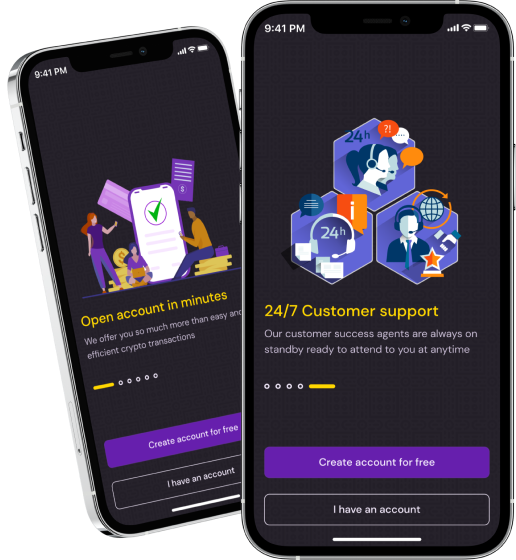 9:41 PM
Open account in minutes
We offer you so much more than easy and
efficient crypto transactions
Create account for free
I have an account
9:41 PM
24h
?!
i
24h
24/7 Customer support
Our customer success agents are always on
standby ready to attend to you at anytime
Create account for free
I have an account